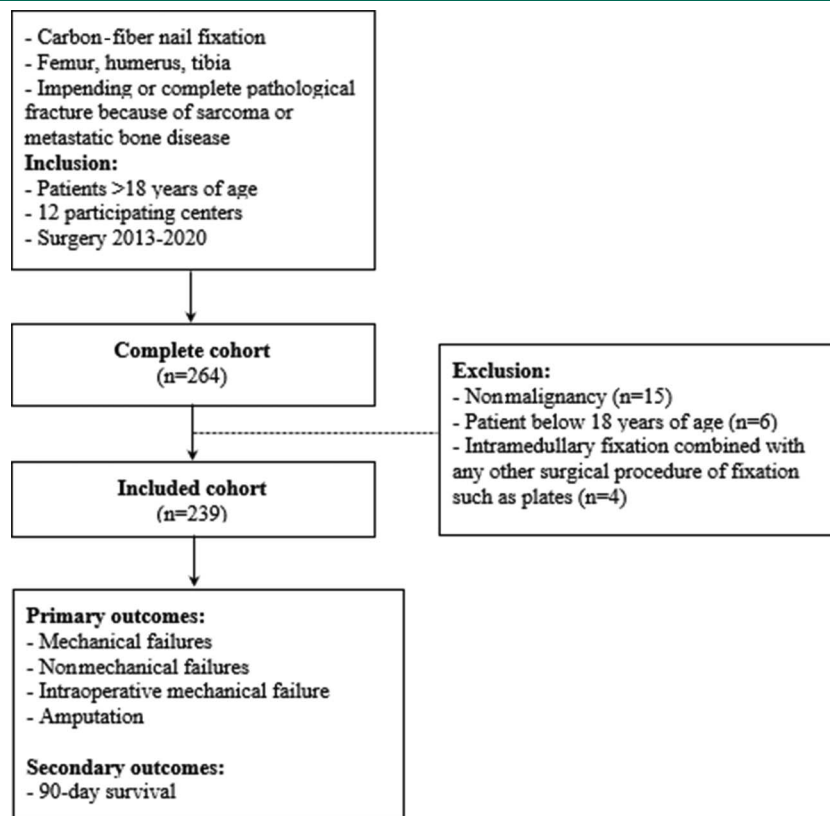 - Carbon-fiber nail fixation
- Femur, humerus, tibia
- Impending or complete pathological
fracture because of sarcoma or
metastatic bone disease
Inclusion:
- Patients >18 years of age
- 12 participating centers
- Surgery 2013-2020
Complete cohort
(n=264)
Exclusion:
- Nonmalignancy (n=15)
- Patient below 18 years of age (n=6)
- Intramedullary fixation combined with
any other surgical procedure of fixation
such as plates (n=4)
Included cohort
(n=239)
Primary outcomes:
- Mechanical failures
- Nonmechanical failures
- Intraoperative mechanical failure
- Amputation
Secondary outcomes:
- 90-day survival